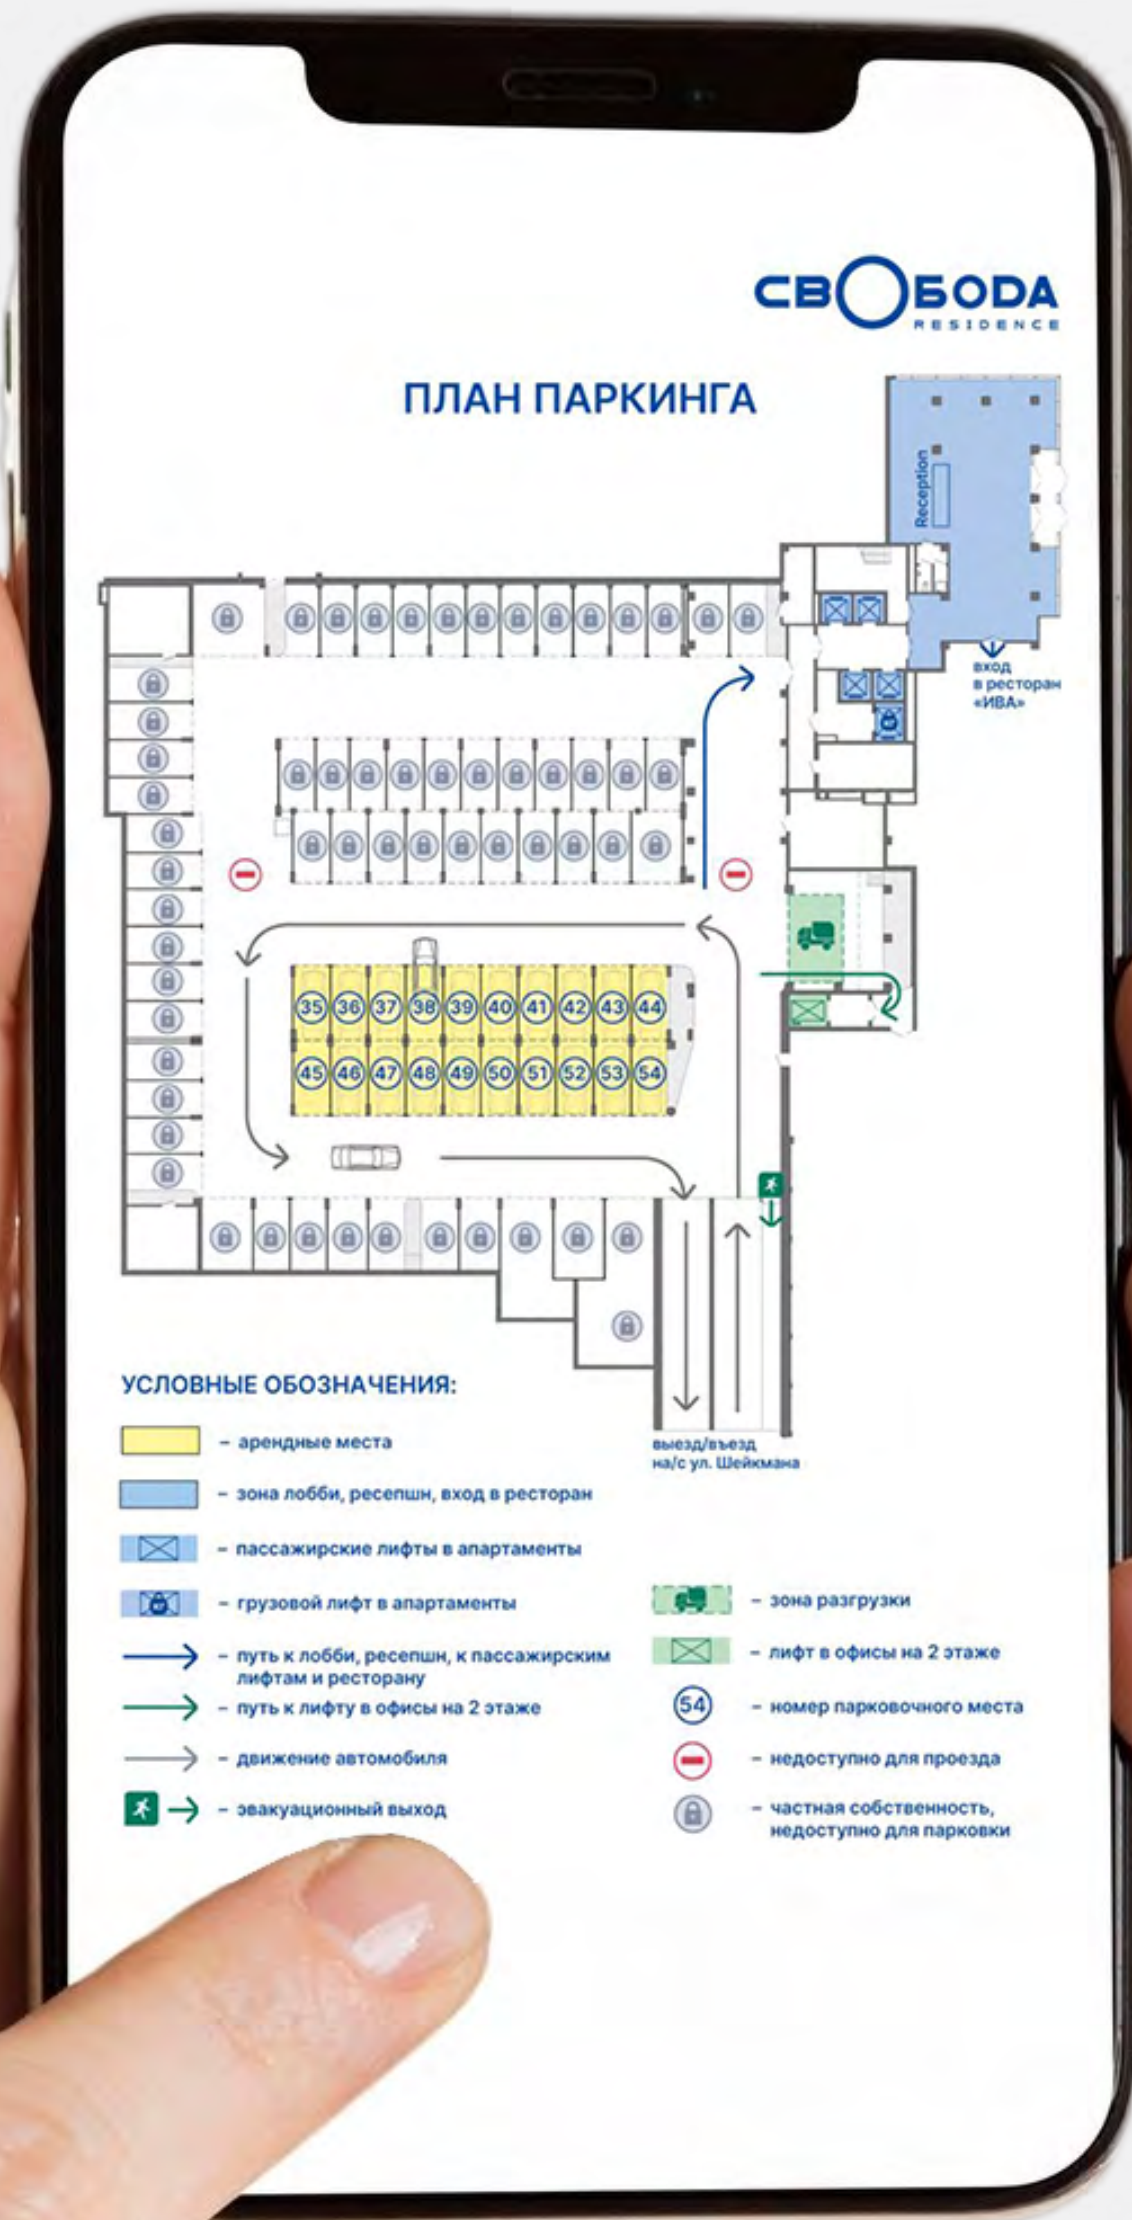 СВОБОДА
RESIDENCE
ПЛАН ПАРКИНГА
Reception
вход
в ресторан
«ИВА»
35 36 37 38 39 40 41 42 43 44
45 46 47 48 49 50 51 52 53 54
выезд/въезд
на/с ул. Шейкмана
УСЛОВНЫЕ ОБОЗНАЧЕНИЯ:
– арендные места
– зона лобби, ресепшн, вход в ресторан
– пассажирские лифты в апартаменты
– грузовой лифт в апартаменты
– путь к лобби, ресепшн, к пассажирским
лифтам и ресторану
– путь к лифту в офисы на 2 этаже
– движение автомобиля
– эвакуационный выход
– зона разгрузки
– лифт в офисы на 2 этаже
54 – номер парковочного места
– недоступно для проезда
– частная собственность,
недоступно для парковки